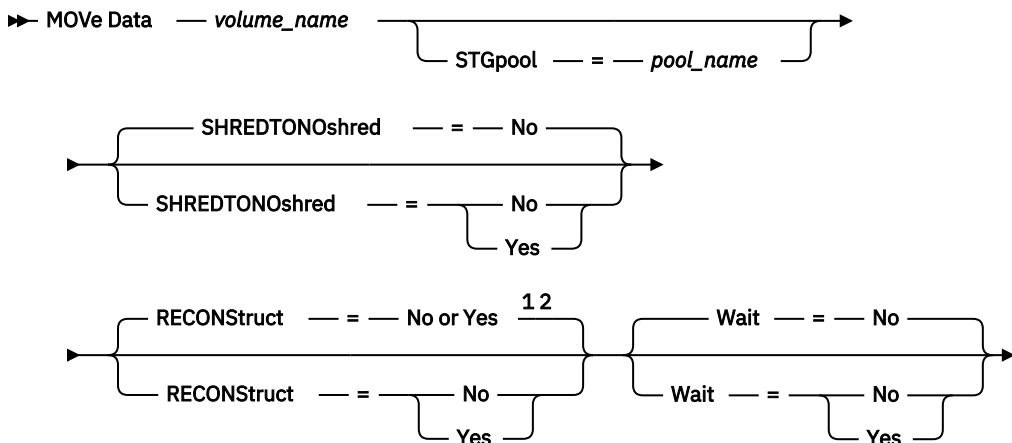 MOVe Data — volume_name
STGpool — = — pool_name
SHREDTONOshred — = — No
SHREDTONOshred — = No
Yes
1 2
RECONStruct — = — No or Yes Wait — = — No
RECONStruct — = No Wait — = No
Yes Yes